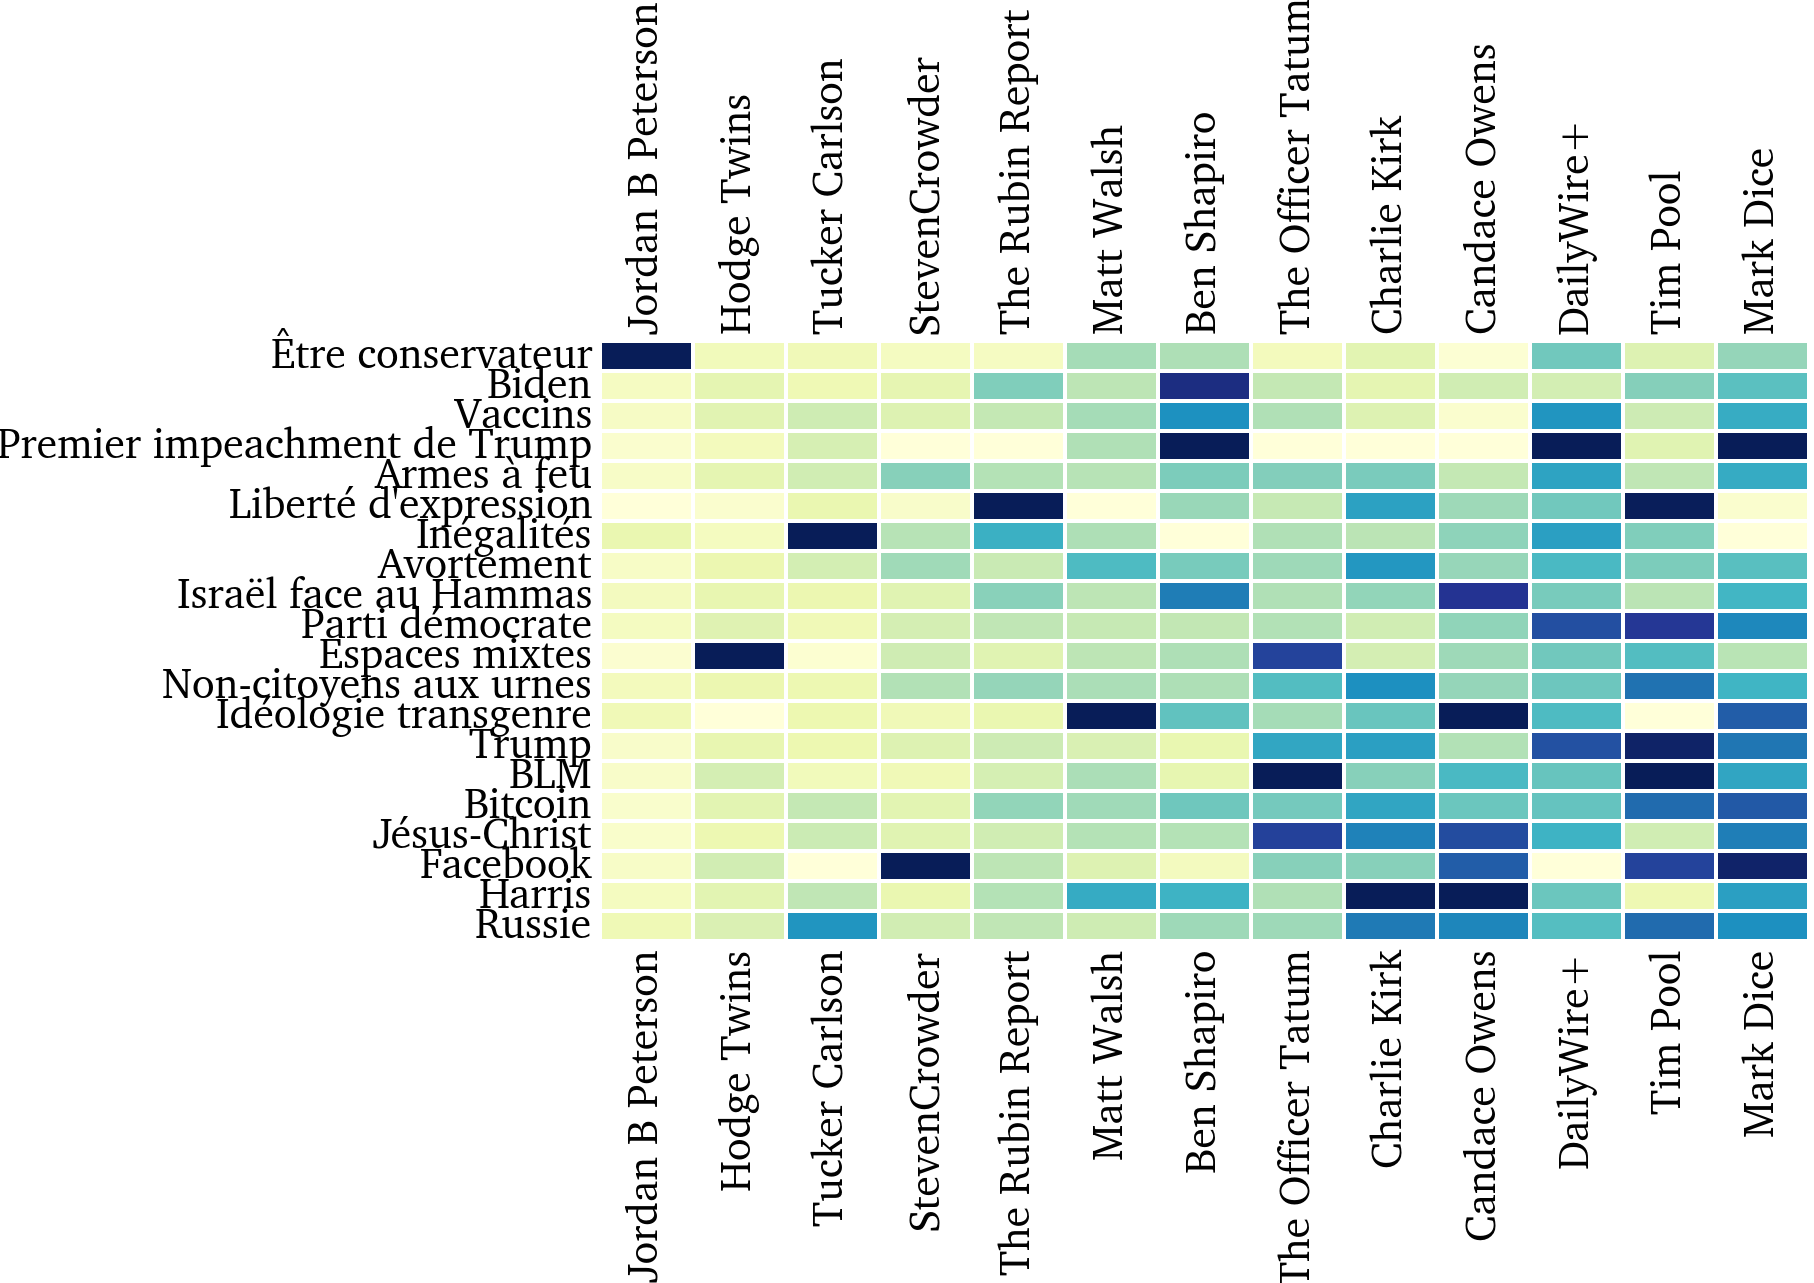 Jordan B Peterson
Hodge Twins
Tucker Carlson
StevenCrowder
The Rubin Report
Matt Walsh
Ben Shapiro
The Officer Tatum
Charlie Kirk
Candace Owens
DailyWire+
Tim Pool
Mark Dice
Être conservateur
Biden
Vaccins
Premier impeachment de Trump
Armes à feu
Liberté d'expression
Inégalités
Avortement
Israël face au Hammas
Parti démocrate
Espaces mixtes
Non-citoyens aux urnes
Idéologie transgenre
Trump
BLM
Bitcoin
Jésus-Christ
Facebook
Harris
Russie
Jordan B Peterson
Hodge Twins
Tucker Carlson
StevenCrowder
The Rubin Report
Matt Walsh
Ben Shapiro
The Officer Tatum
Charlie Kirk
Candace Owens
DailyWire+
Tim Pool
Mark Dice